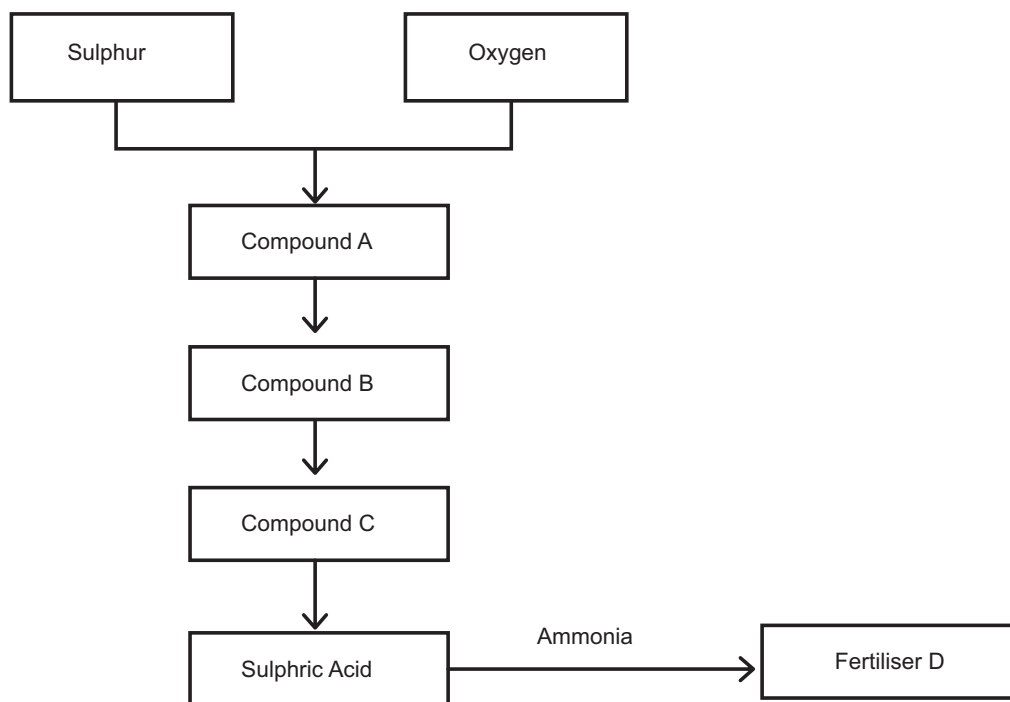 Sulphur
Oxygen
Compound A
Compound B
Compound C
Ammonia
Sulphric Acid
Fertiliser D